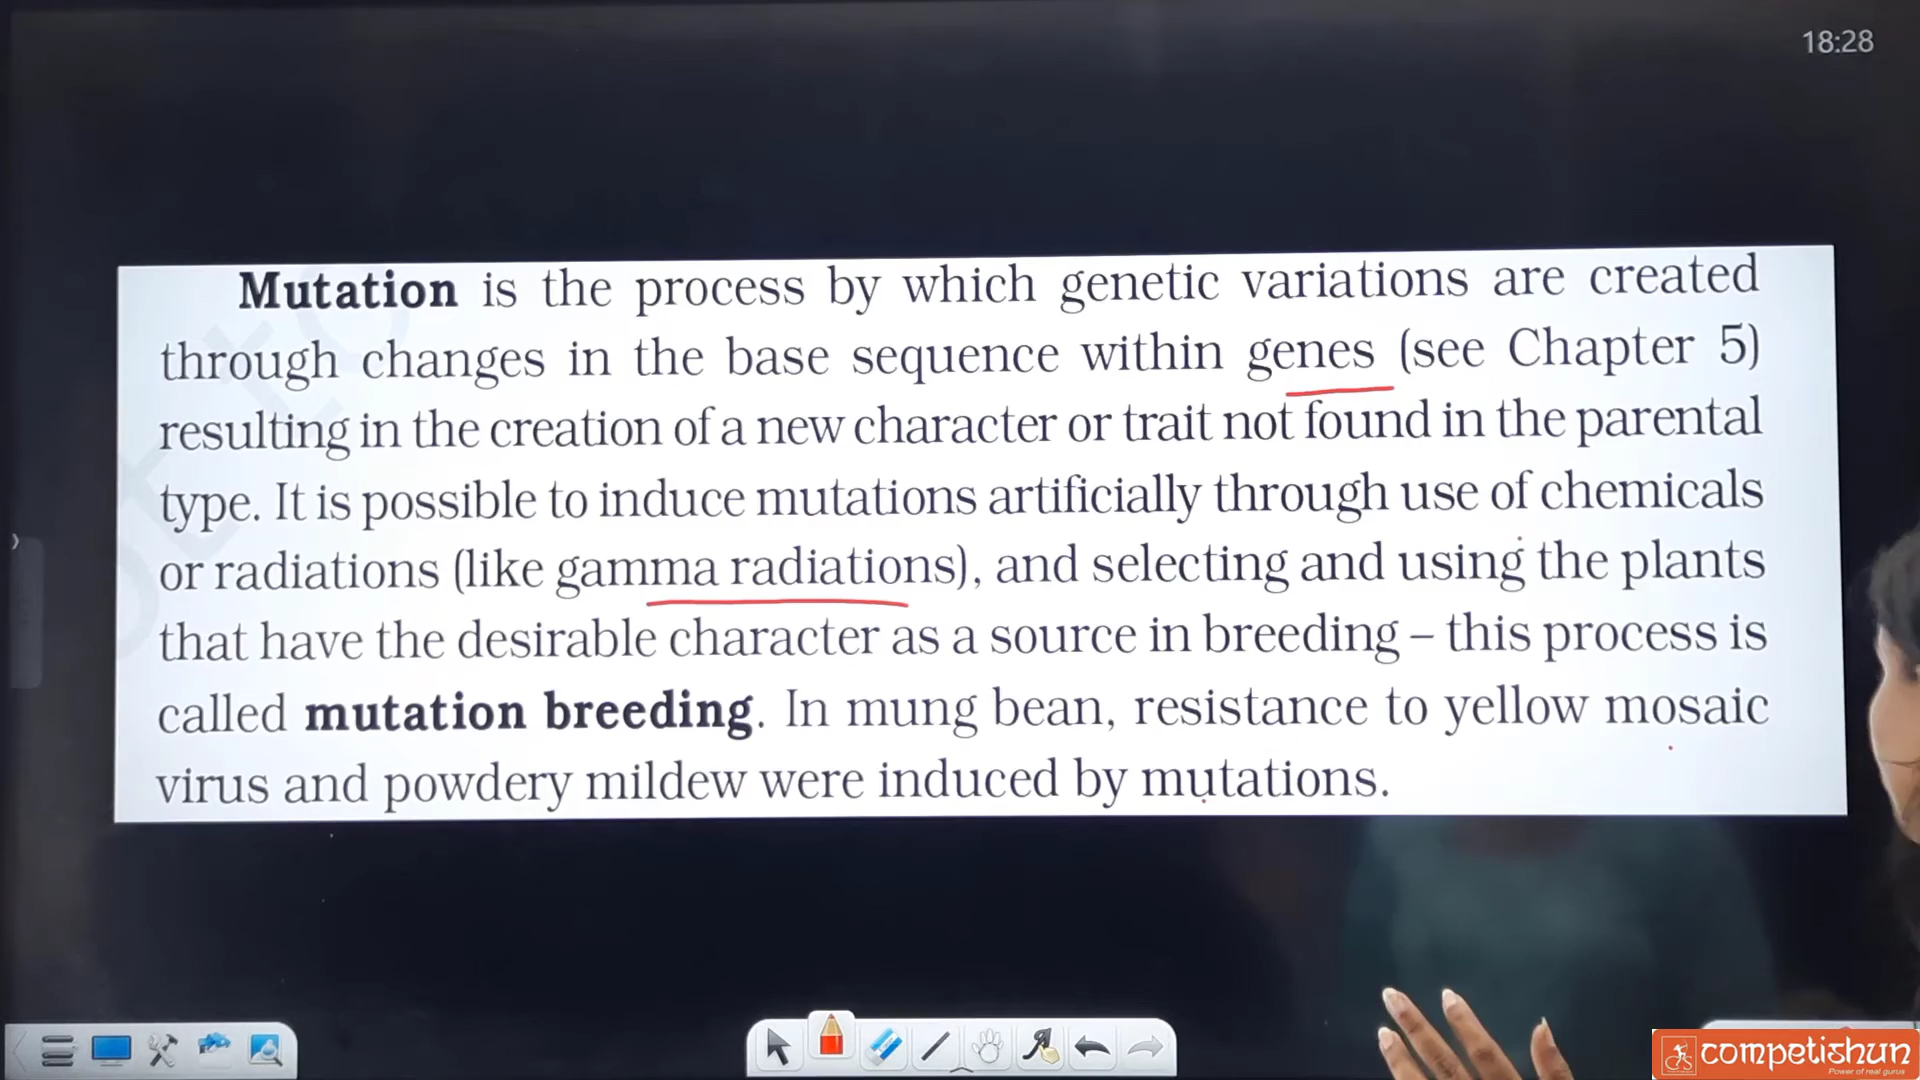 18:28
Mutation is the process by which genetic variations are created
through changes in the base sequence within genes (see Chapter 5)
resulting in the creation of a new character or trait not found in the parental
type. It is possible to induce mutations artificially through use of chemicals
or radiations (like gamma radiations), and selecting and using the plants
that have the desirable character as a source in breeding – this process is
called mutation breeding. In mung bean, resistance to yellow mosaic
virus and powdery mildew were induced by mutations.
competishun
Power of real gurus